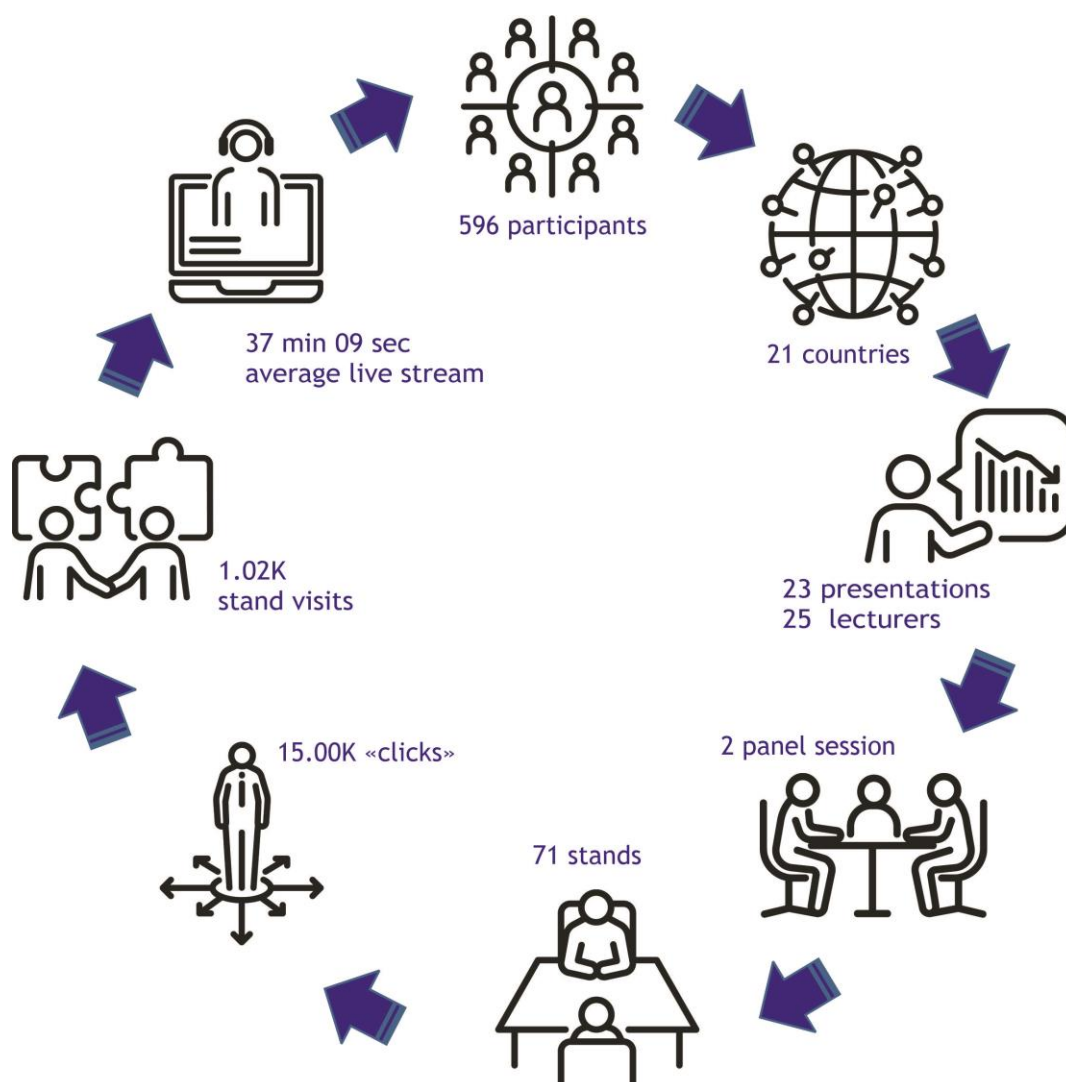 596 participants
21 countries
23 presentations
25 lecturers
2 panel session
71 stands
15.00K «clicks»
1.02K
stand visits
37 min 09 sec
average live stream